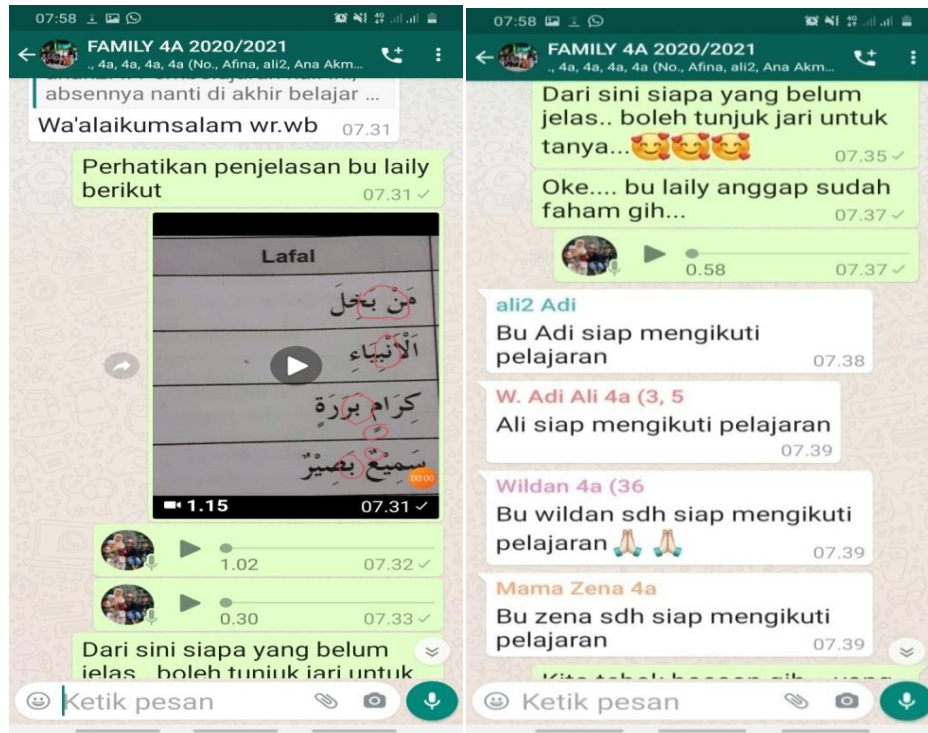 07:58
FAMILY 4A 2020/2021
., 4a, 4a, 4a, 4a (No., Afina, ali2, Ana Akm...
absennya nanti di akhir belajar ...
Wa'alaikumsalam wr.wb 07.31
Perhatikan penjelasan bu laily
berikut 07.31
Lafal
مَنْ بَخِلَ
اَلْاَنْبِيَاءِ
كِرَامٍ بَرَرَةٍ
سَمِيْعٌ بَصِيْرٌ
00:00
1.15 07.31
1.02 07.32
0.30 07.33
Dari sini siapa yang belum
jelas.. boleh tunjuk jari untuk
Ketik pesan
07:58
FAMILY 4A 2020/2021
., 4a, 4a, 4a, 4a (No., Afina, ali2, Ana Akm...
Dari sini siapa yang belum
jelas.. boleh tunjuk jari untuk
tanya...🥰🥰🥰 07.35
Oke.... bu laily anggap sudah
faham gih... 07.37
0.58 07.37
ali2 Adi
Bu Adi siap mengikuti
pelajaran 07.38
W. Adi Ali 4a (3, 5
Ali siap mengikuti pelajaran
07.39
Wildan 4a (36
Bu wildan sdh siap mengikuti
pelajaran 🙏🏻 🙏🏻 07.39
Mama Zena 4a
Bu zena sdh siap mengikuti
pelajaran 07.39
Ketik pesan